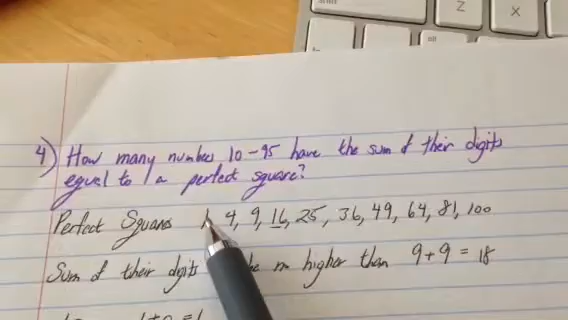 4) How many numbers 10-95 have the sum of their digits
equal to a perfect square?
Perfect Squares 1, 4, 9, 16, 25, 36, 49, 64, 81, 100
Sum of their digits be no higher than 9+9=18
Z X